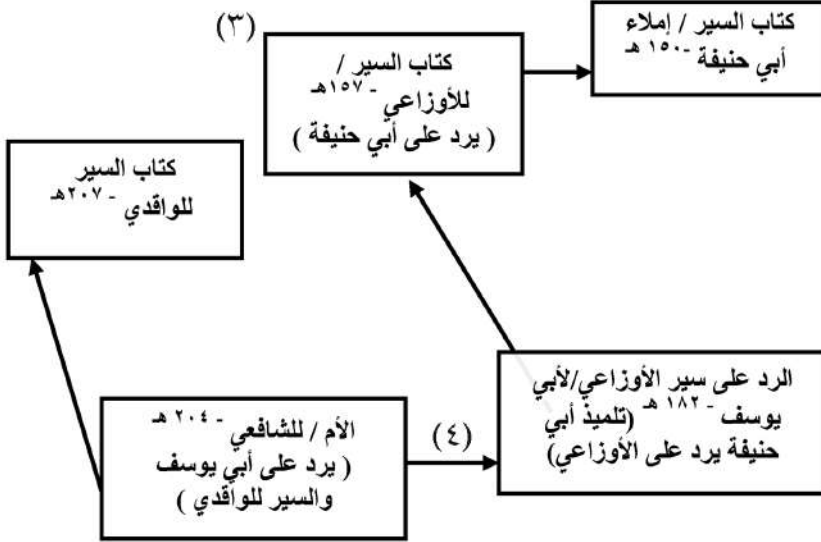 كتاب السير / إملاء
أبي حنيفة -١٥٠ هـ
(٣)
كتاب السير /
للأوزاعي - ١٥٧هـ
( يرد على أبي حنيفة )
كتاب السير
للواقدي - ٢٠٧هـ
الرد على سير الأوزاعي/لأبي
يوسف - ١٨٢ هـ (تلميذ أبي
حنيفة يرد على الأوزاعي)
(٤)
الأم / للشافعي - ٢٠٤ هـ
( يرد على أبي يوسف
والسير للواقدي )